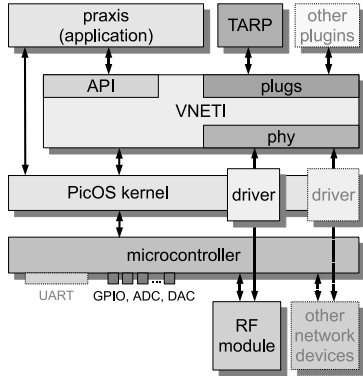 praxis
(application)
TARP
other
plugins
API
plugs
VNETI
phy
PicOS kernel
driver
driver
microcontroller
UART
GPIO, ADC, DAC
RF
module
other
network
devices